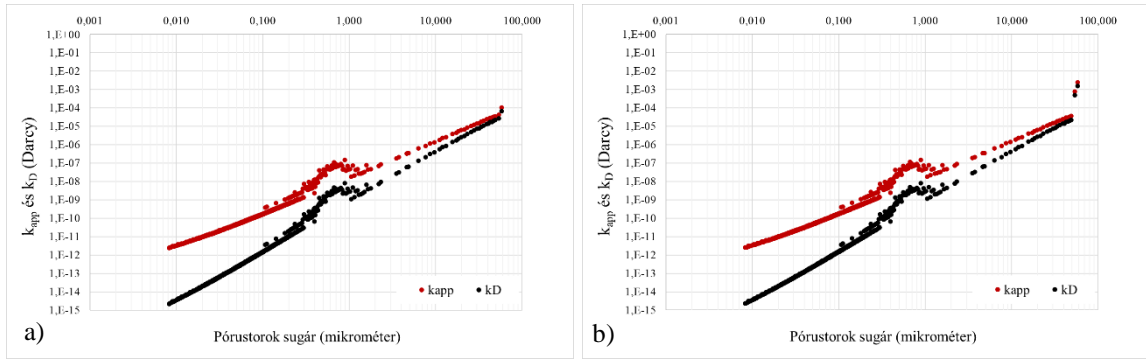 0,001 0,010 0,100 1,000 10,000 100,000
1,E+00
1,E-01
1,E-02
1,E-03
1,E-04
1,E-05
1,E-06
1,E-07
1,E-08
1,E-09
1,E-10
1,E-11
1,E-12
1,E-13
1,E-14
1,E-15
kapp és kD (Darcy)
kapp kD
a)
Pórustorok sugár (mikrométer)
0,001 0,010 0,100 1,000 10,000 100,000
1,E+00
1,E-01
1,E-02
1,E-03
1,E-04
1,E-05
1,E-06
1,E-07
1,E-08
1,E-09
1,E-10
1,E-11
1,E-12
1,E-13
1,E-14
1,E-15
kapp és kD (Darcy)
kapp kD
b)
Pórustorok sugár (mikrométer)